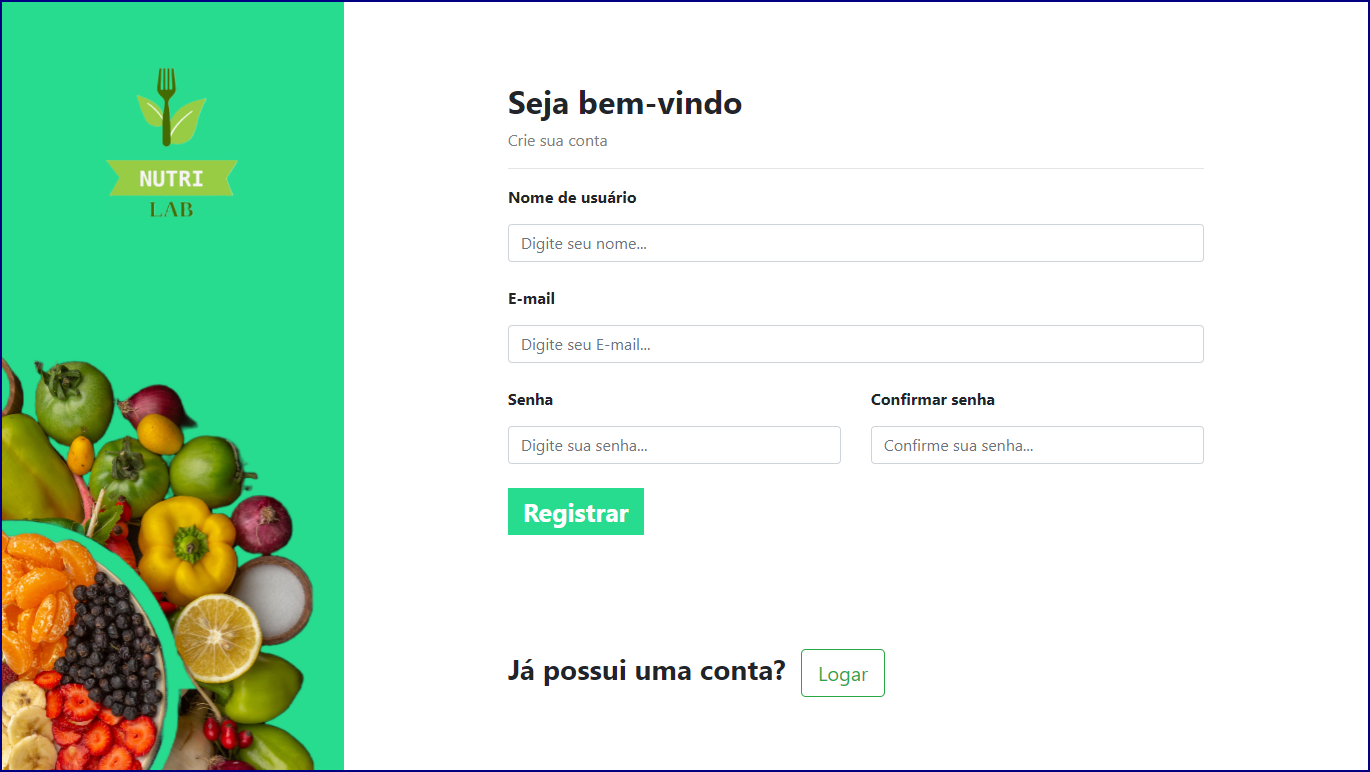 NUTRI
LAB
Seja bem-vindo
Crie sua conta
Nome de usuário
Digite seu nome...
E-mail
Digite seu E-mail...
Senha
Confirmar senha
Digite sua senha...
Confirme sua senha...
Registrar
Já possui uma conta?
Logar